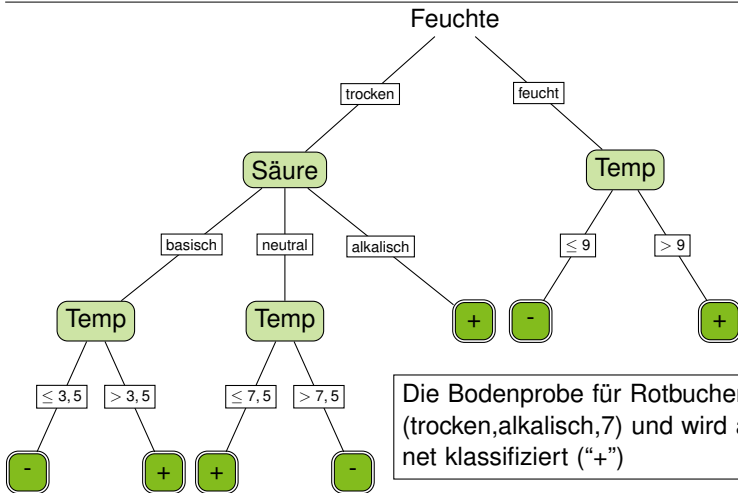 Feuchte
trocken
feucht
Säure
Temp
basisch
neutral
alkalisch
≤ 9
> 9
Temp
Temp
+
-
+
≤ 3, 5
> 3, 5
≤ 7, 5
> 7, 5
Die Bodenprobe für Rotbuchen
(trocken,alkalisch,7) und wird
net klassifiziert (“+”)
-
+
+
-